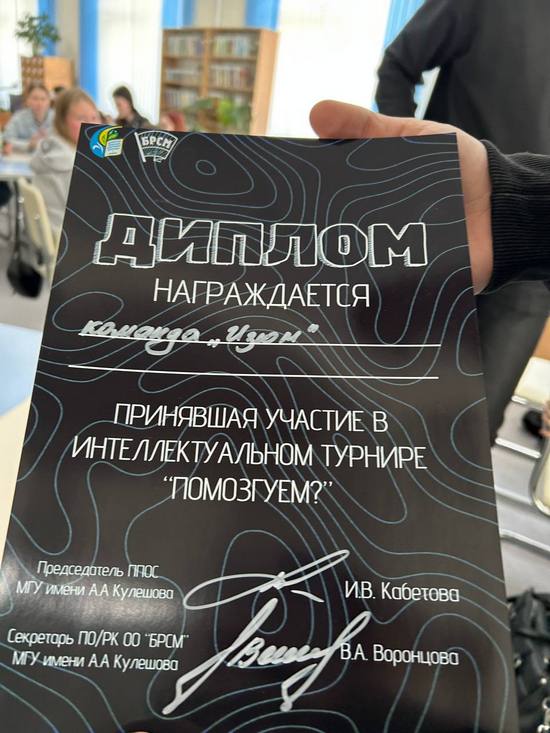 БРСМ
ДИПЛОМ
НАГРАЖДАЕТСЯ
команда „Изюм"
ПРИНЯВШАЯ УЧАСТИЕ В
ИНТЕЛЛЕКТУАЛЬНОМ ТУРНИРЕ
“ПОМОЗГУЕМ?”
Председатель ППОС
МГУ имени А.А Кулешова
И.В. Кабетова
Секретарь ПО/РК ОО “БРСМ”
МГУ имени А.А Кулешова
В.А. Воронцова